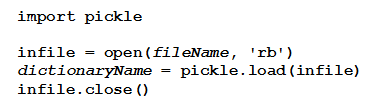 import pickle
infile = open(fileName, 'rb')
dictionaryName = pickle.load(infile)
infile.close()